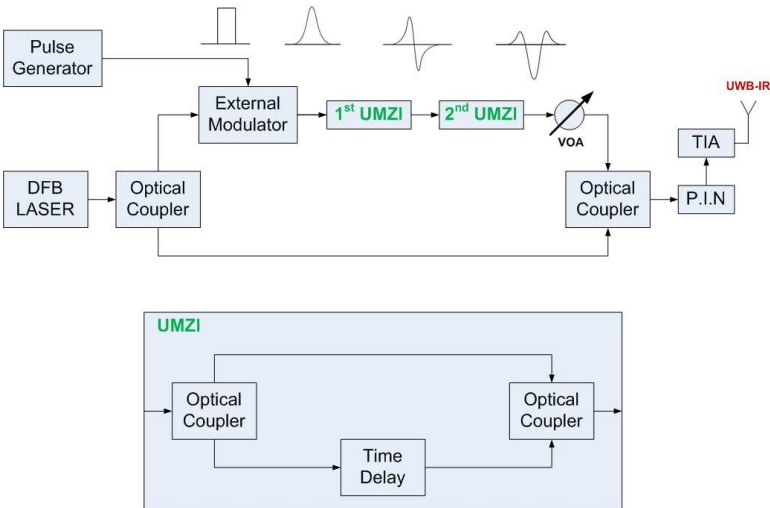 Pulse
Generator
External
Modulator
1st UMZI
2nd UMZI
VOA
UWB-IR
TIA
DFB
LASER
Optical
Coupler
Optical
Coupler
P.I.N
UMZI
Optical
Coupler
Optical
Coupler
Time
Delay